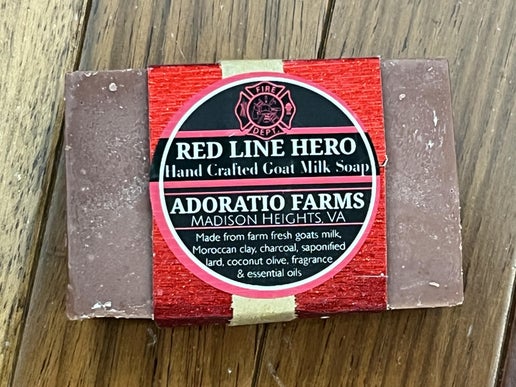 FIRE
DEPT.
RED LINE HERO
Hand Crafted Goat Milk Soap
ADORATIO FARMS
MADISON HEIGHTS, VA
Made from farm fresh goats milk,
Moroccan clay, charcoal, saponified
lard, coconut olive, fragrance
& essential oils